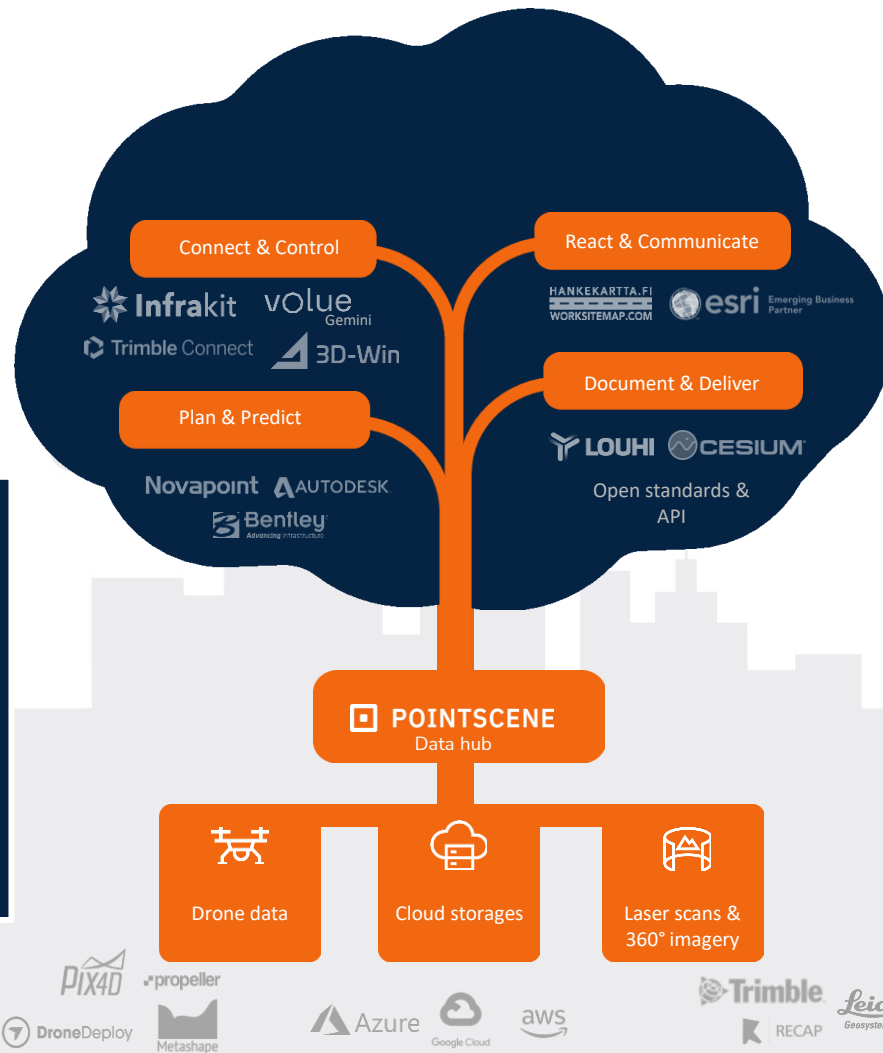 Connect & Control
React & Communicate
Infrakit
volue
Gemini
HANKEKARTTA.FI
WORKSITEMAP.COM
esri
Emerging Business
Partner
Trimble Connect
3D-Win
Plan & Predict
Document & Deliver
Novapoint
AUTODESK
Bentley
Advancing Infrastructure
LOUHI
CESIUM
Open standards &
API
POINTSCENE
Data hub
Drone data
Cloud storages
Laser scans &
360° imagery
PIX4D
propeller
DroneDeploy
Metashape
Azure
Google Cloud
aws
Trimble
RECAP